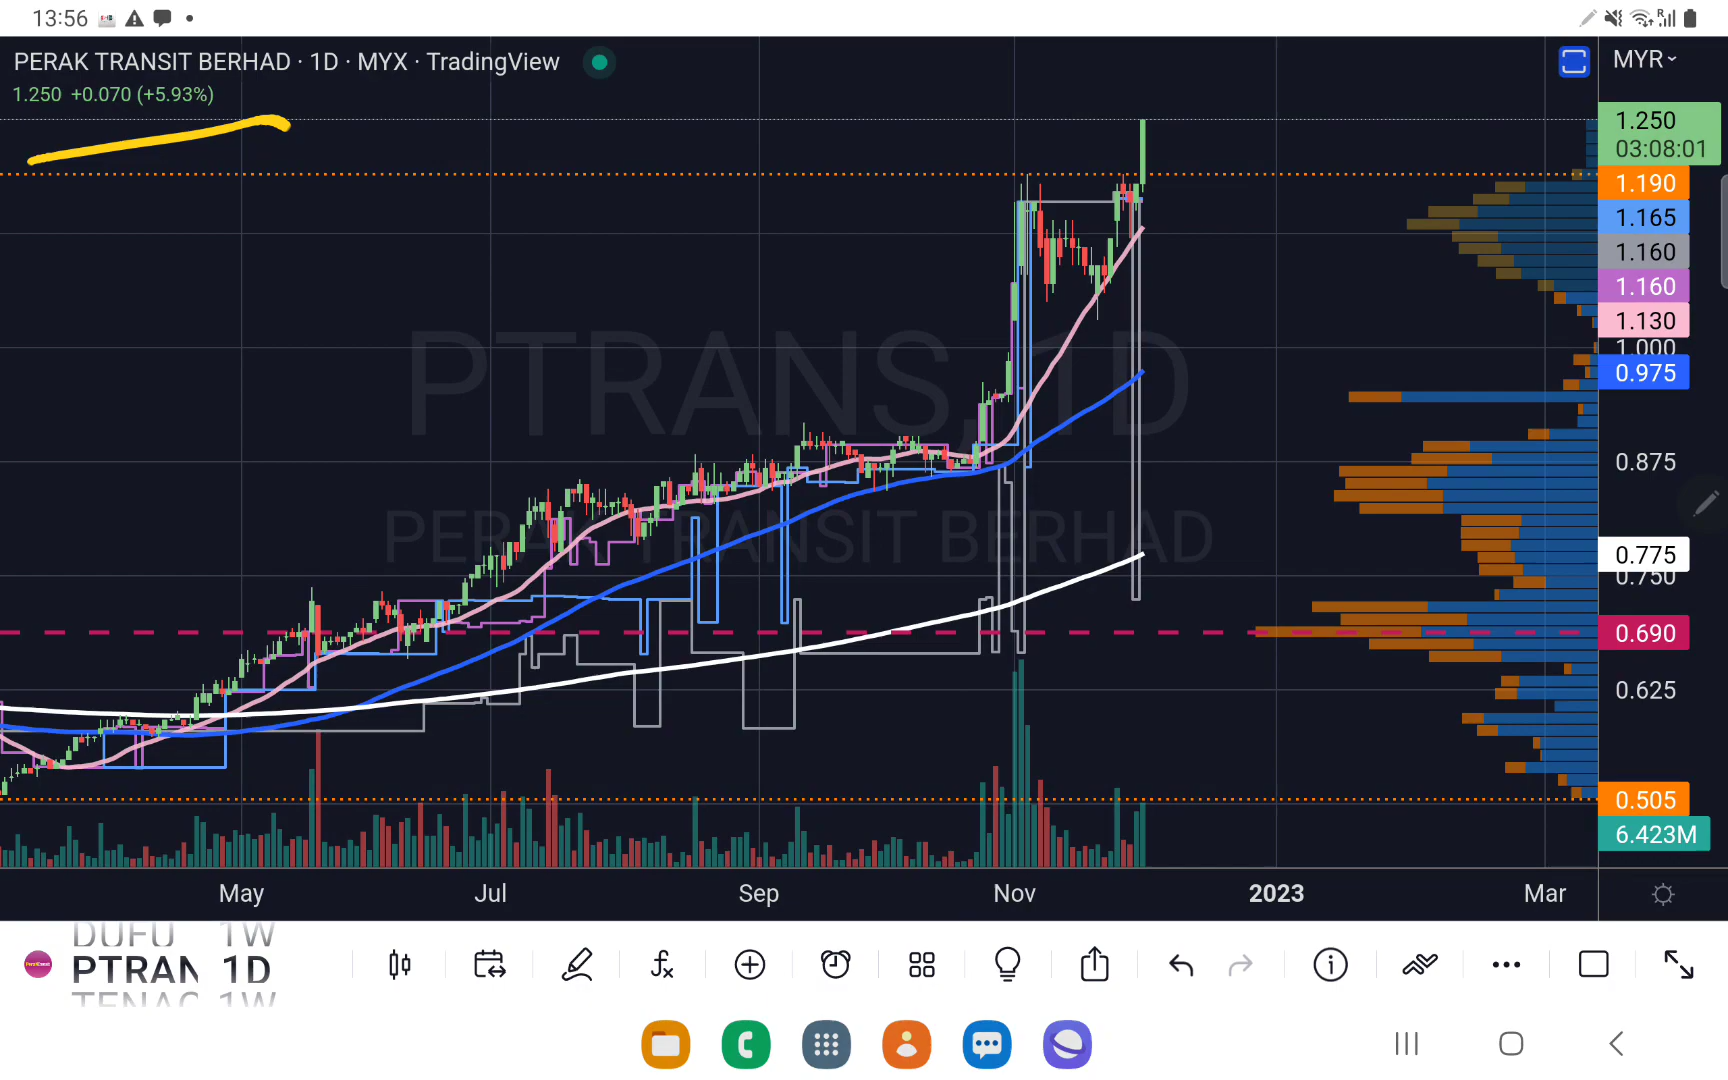 13:56
PERAK TRANSIT BERHAD · 1D · MYX · TradingView
1.250 +0.070 (+5.93%)
MYR
1.250
03:08:01
1.190
1.165
1.160
1.160
1.130
1.000
0.975
0.875
0.775
0.750
0.690
0.625
0.505
6.423M
PTRANS, 1D
PERAK TRANSIT BERHAD
May Jul Sep Nov 2023 Mar
DUFU 1W
PTRAN 1D
TENAG 1W